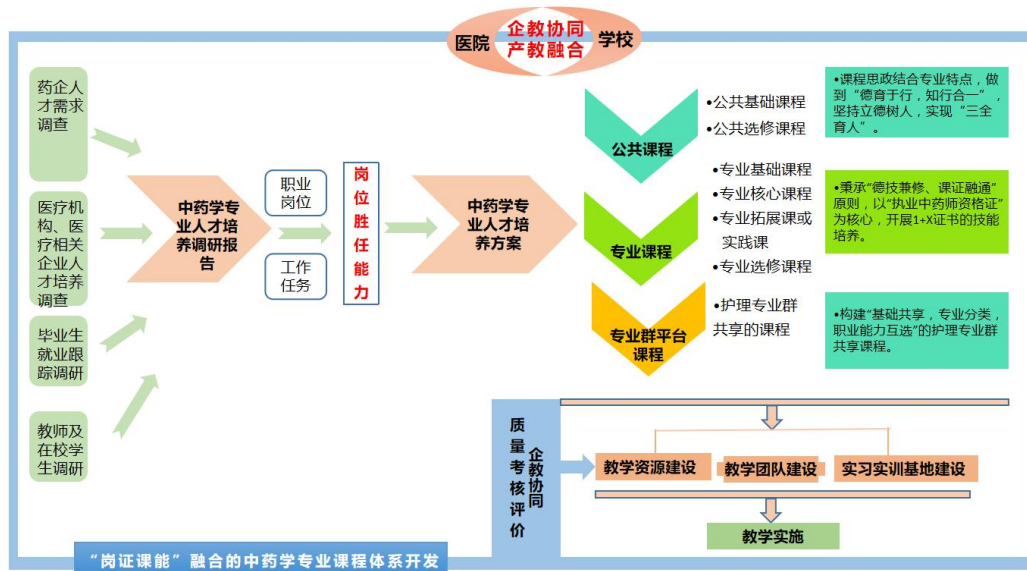 医院
企教协同
产教融合
学校
药企人
才需求
调查
医疗机
构、医
疗相关
企业人
才培养
调查
毕业生
就业跟
踪调研
教师及
在校学
生调研
中药学专
业人才培
养调研报
告
职业
岗位
工作
任务
岗位胜任能力
中药学专
业人才培
养方案
公共课程
•公共基础课程
•公共选修课程
•课程思政结合专业特点，做
到“德育于行，知行合一”，
坚持立德树人，实现“三全
育人”。
专业课程
•专业基础课程
•专业核心课程
•专业拓展课或
实践课
•专业选修课程
•秉承“德技兼修、课证融通”
原则，以“执业中药师资格证”
为核心，开展1+X证书的技能
培养。
专业群平台
课程
•护理专业群
共享的课程
•构建“基础共享，专业分类，
职业能力互选”的护理专业群
共享课程。
企教协同
质量考核评价
教学资源建设
教学团队建设
实习实训基地建设
教学实施
“岗证课能”融合的中药学专业课程体系开发